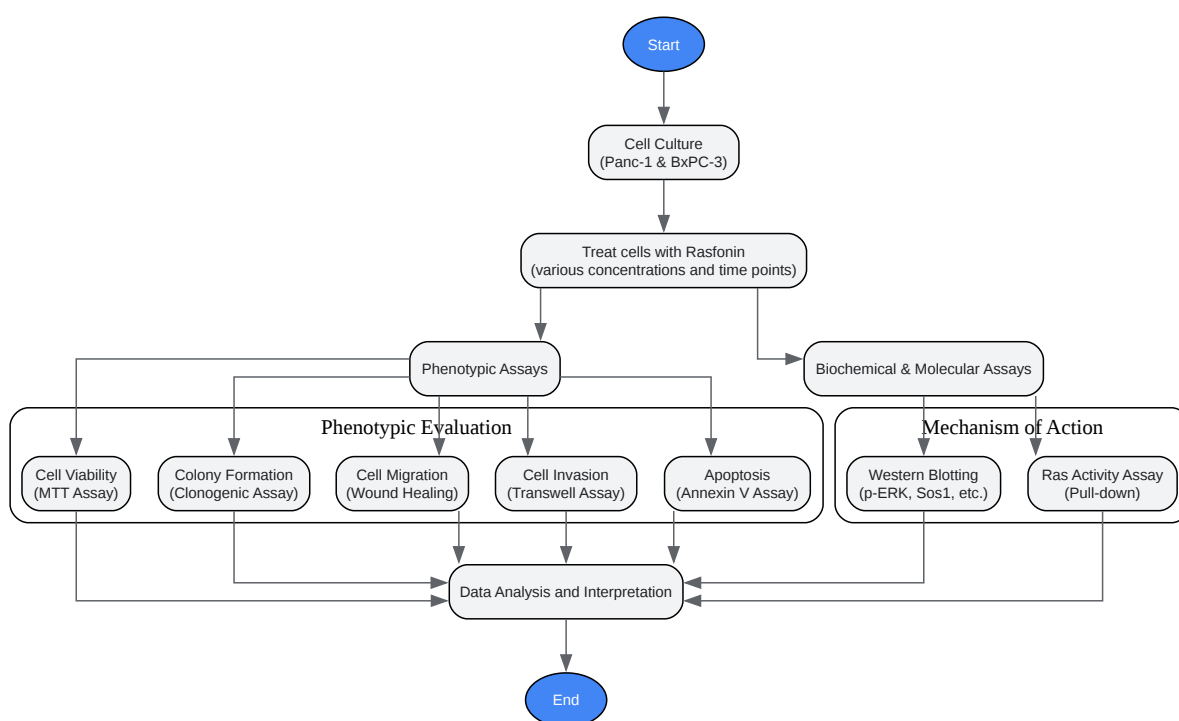 Start
Cell Culture
(Panc-1 & BxPC-3)
Treat cells with Rasfonin
(various concentrations and time points)
Phenotypic Assays
Biochemical & Molecular Assays
Phenotypic Evaluation
Mechanism of Action
Cell Viability
(MTT Assay)
Colony Formation
(Clonogenic Assay)
Cell Migration
(Wound Healing)
Cell Invasion
(Transwell Assay)
Apoptosis
(Annexin V Assay)
Western Blotting
(p-ERK, Sos1, etc.)
Ras Activity Assay
(Pull-down)
Data Analysis and Interpretation
End